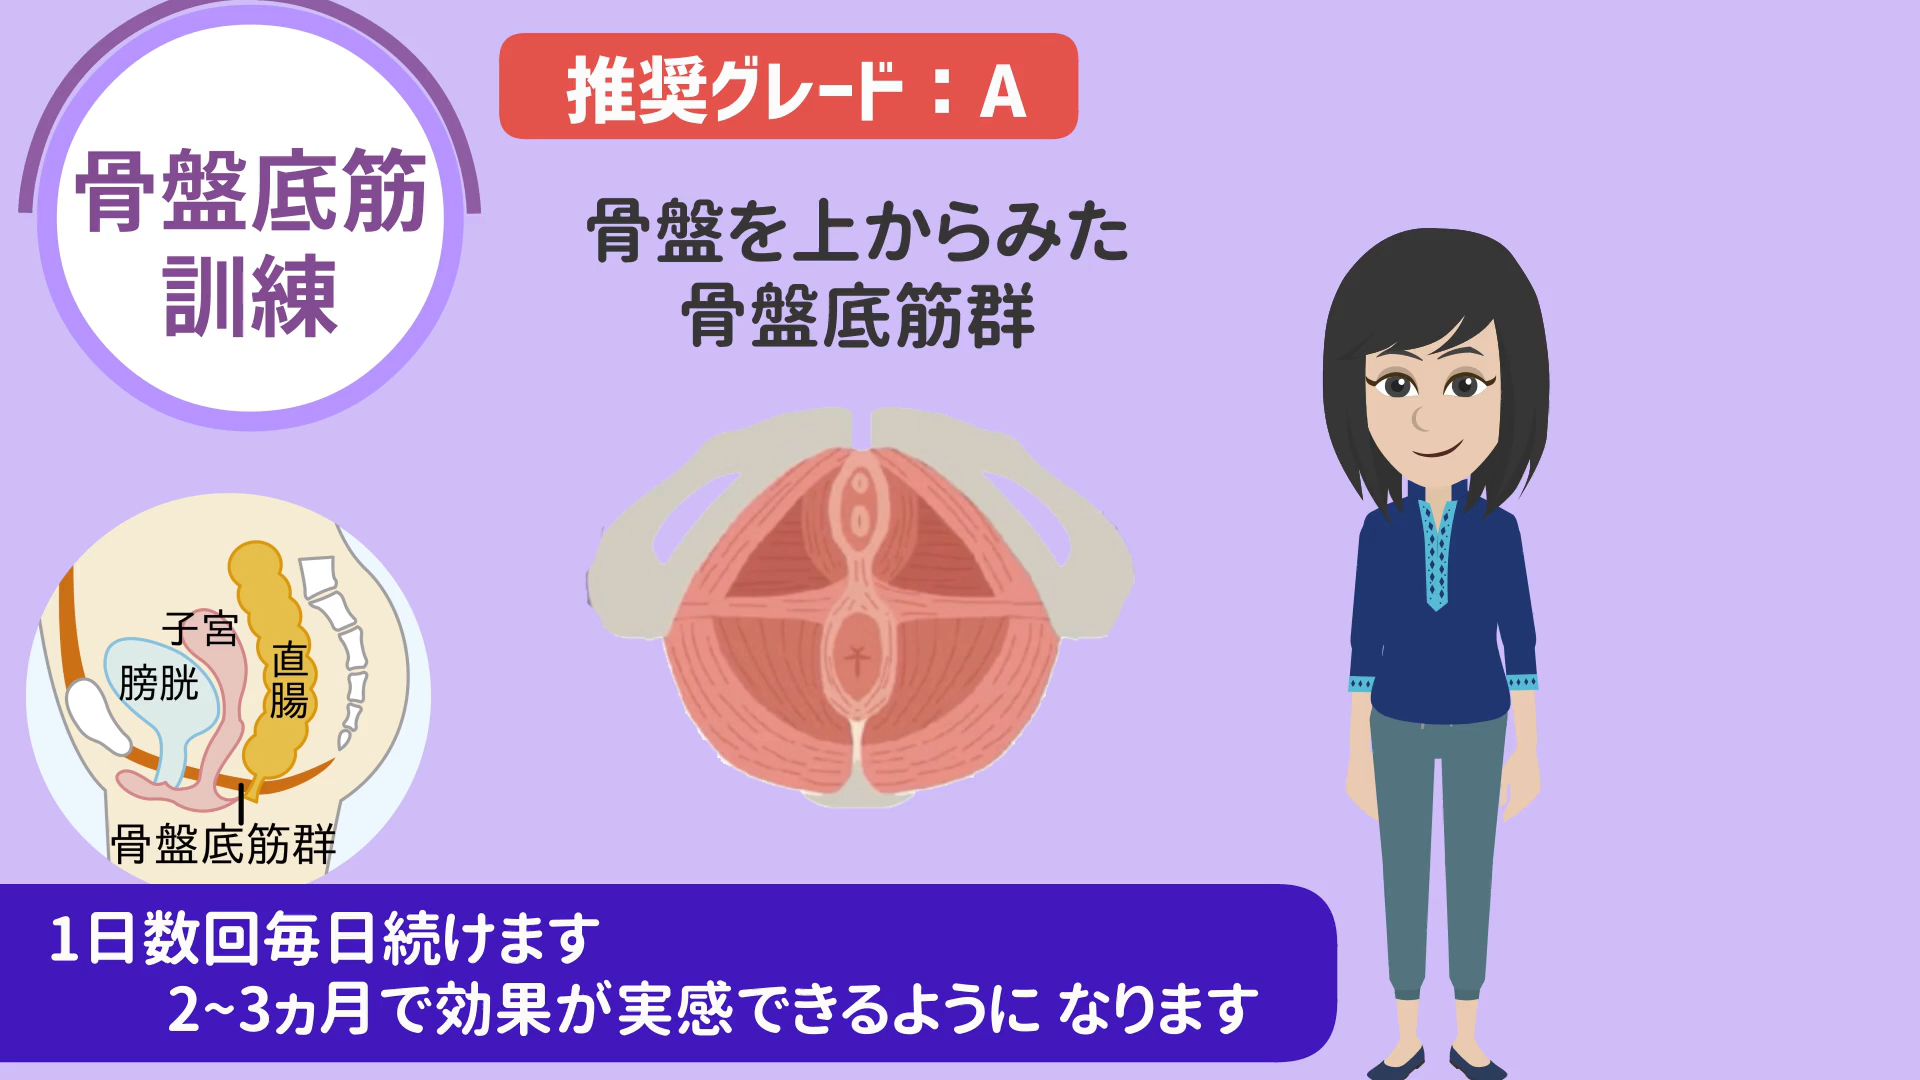 骨盤底筋
訓練
推奨グレード：A
骨盤を上からみた
骨盤底筋群
子宮
膀胱
直腸
骨盤底筋群
1日数回毎日続けます
2~3ヵ月で効果が実感できるように なります